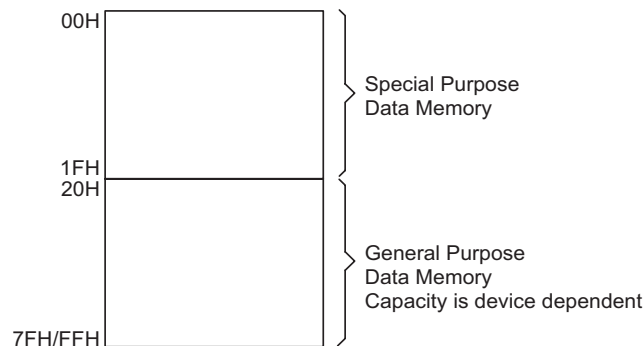 00H
Special Purpose
Data Memory
1FH
20H
General Purpose
Data Memory
Capacity is device dependent
7FH/FFH